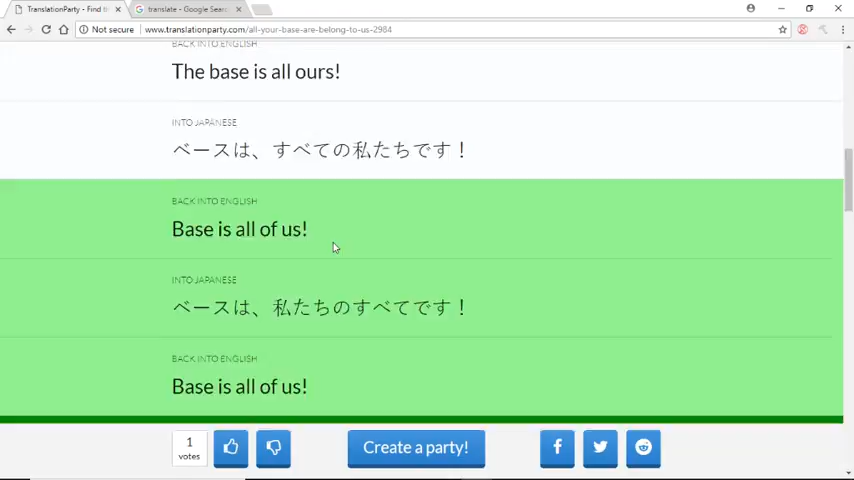 TranslationParty - Find th
translate - Google Sear
Not secure
www.translationparty.com/all-your-base-are-belong-to-us-2984
BACK INTO ENGLISH
The base is all ours!
INTO JAPANESE
ベースは、すべての私たちです！
BACK INTO ENGLISH
Base is all of us!
INTO JAPANESE
ベースは、私たちのすべてです！
BACK INTO ENGLISH
Base is all of us!
1
votes
Create a party!